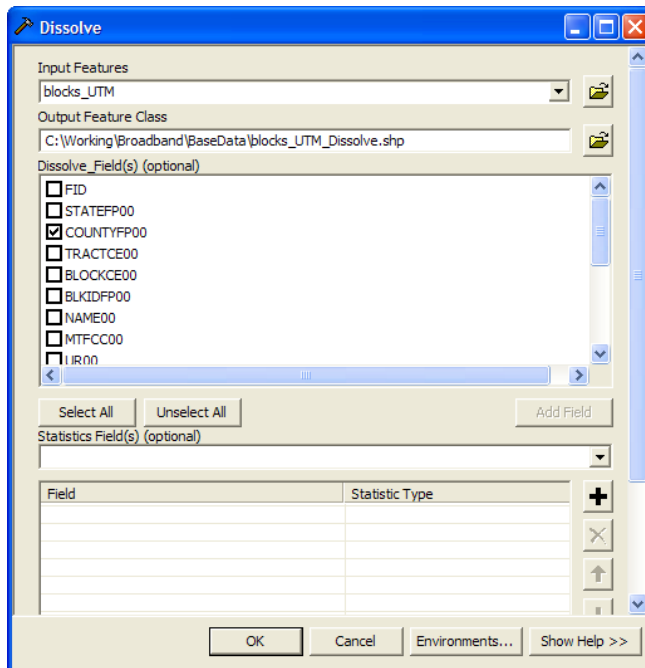 Dissolve
Input Features
blocks_UTM
Output Feature Class
C:\Working\Broadband\BaseData\blocks_UTM_Dissolve.shp
Dissolve_Field(s) (optional)
FID
STATEFP00
COUNTYFP00
TRACTCE00
BLOCKCE00
BLKIDFP00
NAME00
MTFCC00
UR00
Select All Unselect All Add Field
Statistics Field(s) (optional)
Field Statistic Type
OK Cancel Environments... Show Help >>